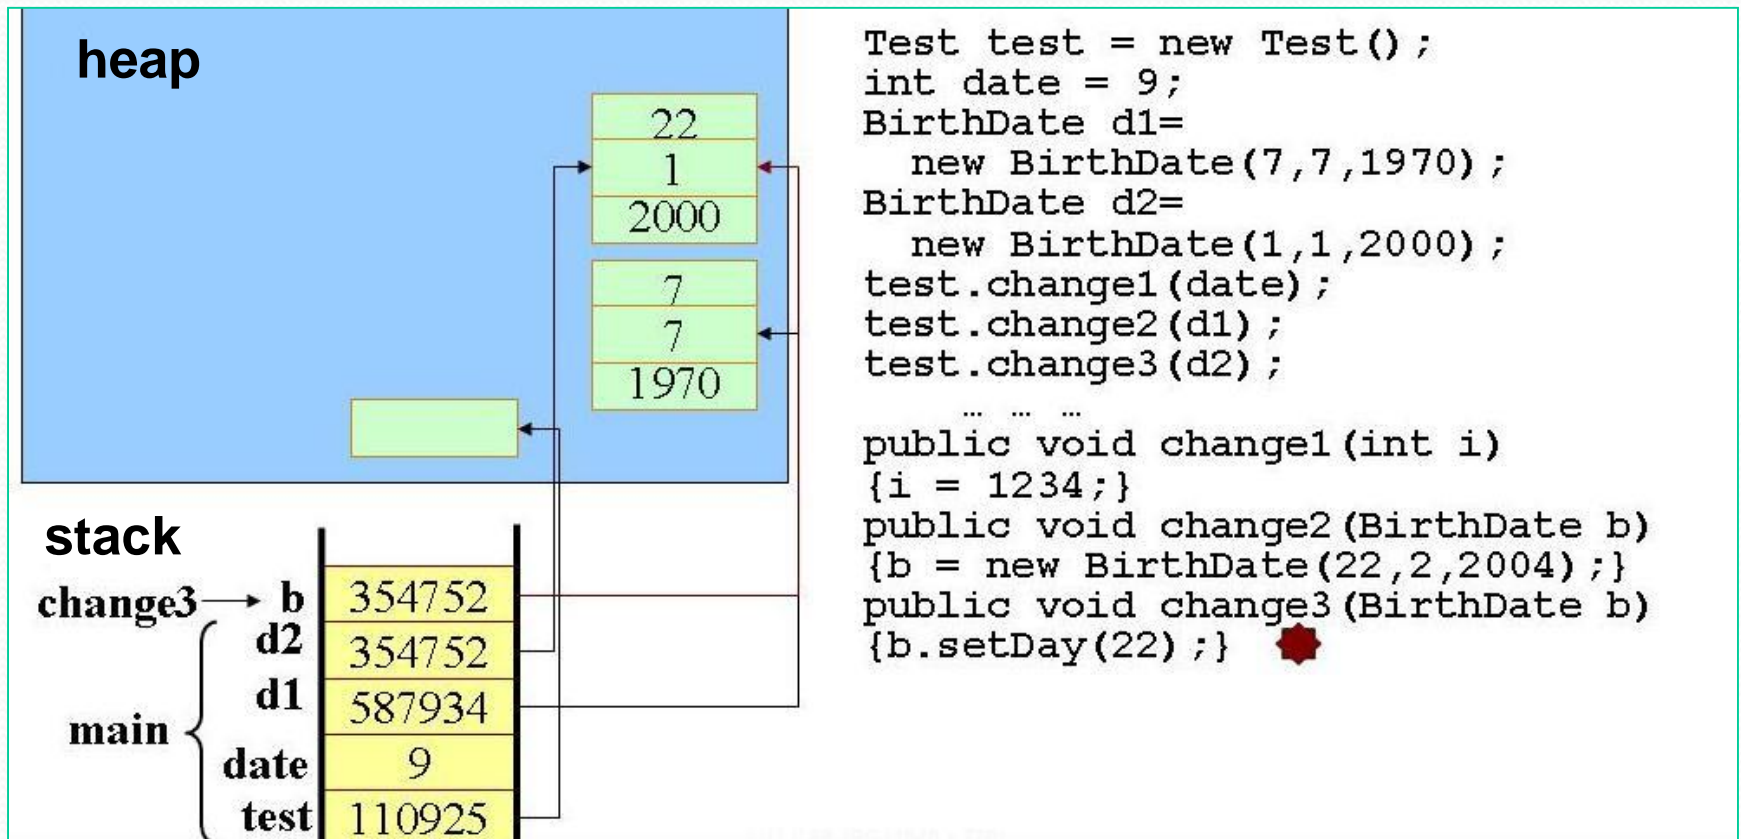 heap
22
1
2000
7
7
1970
stack
change3 b 354752
d2 354752
d1 587934
main
date 9
test 110925
Test test = new Test();
int date = 9;
BirthDate d1=
new BirthDate(7,7,1970);
BirthDate d2=
new BirthDate(1,1,2000);
test.change1(date);
test.change2(d1);
test.change3(d2);
… … …
public void change1(int i)
{i = 1234;}
public void change2(BirthDate b)
{b = new BirthDate(22,2,2004);}
public void change3(BirthDate b)
{b.setDay(22);}